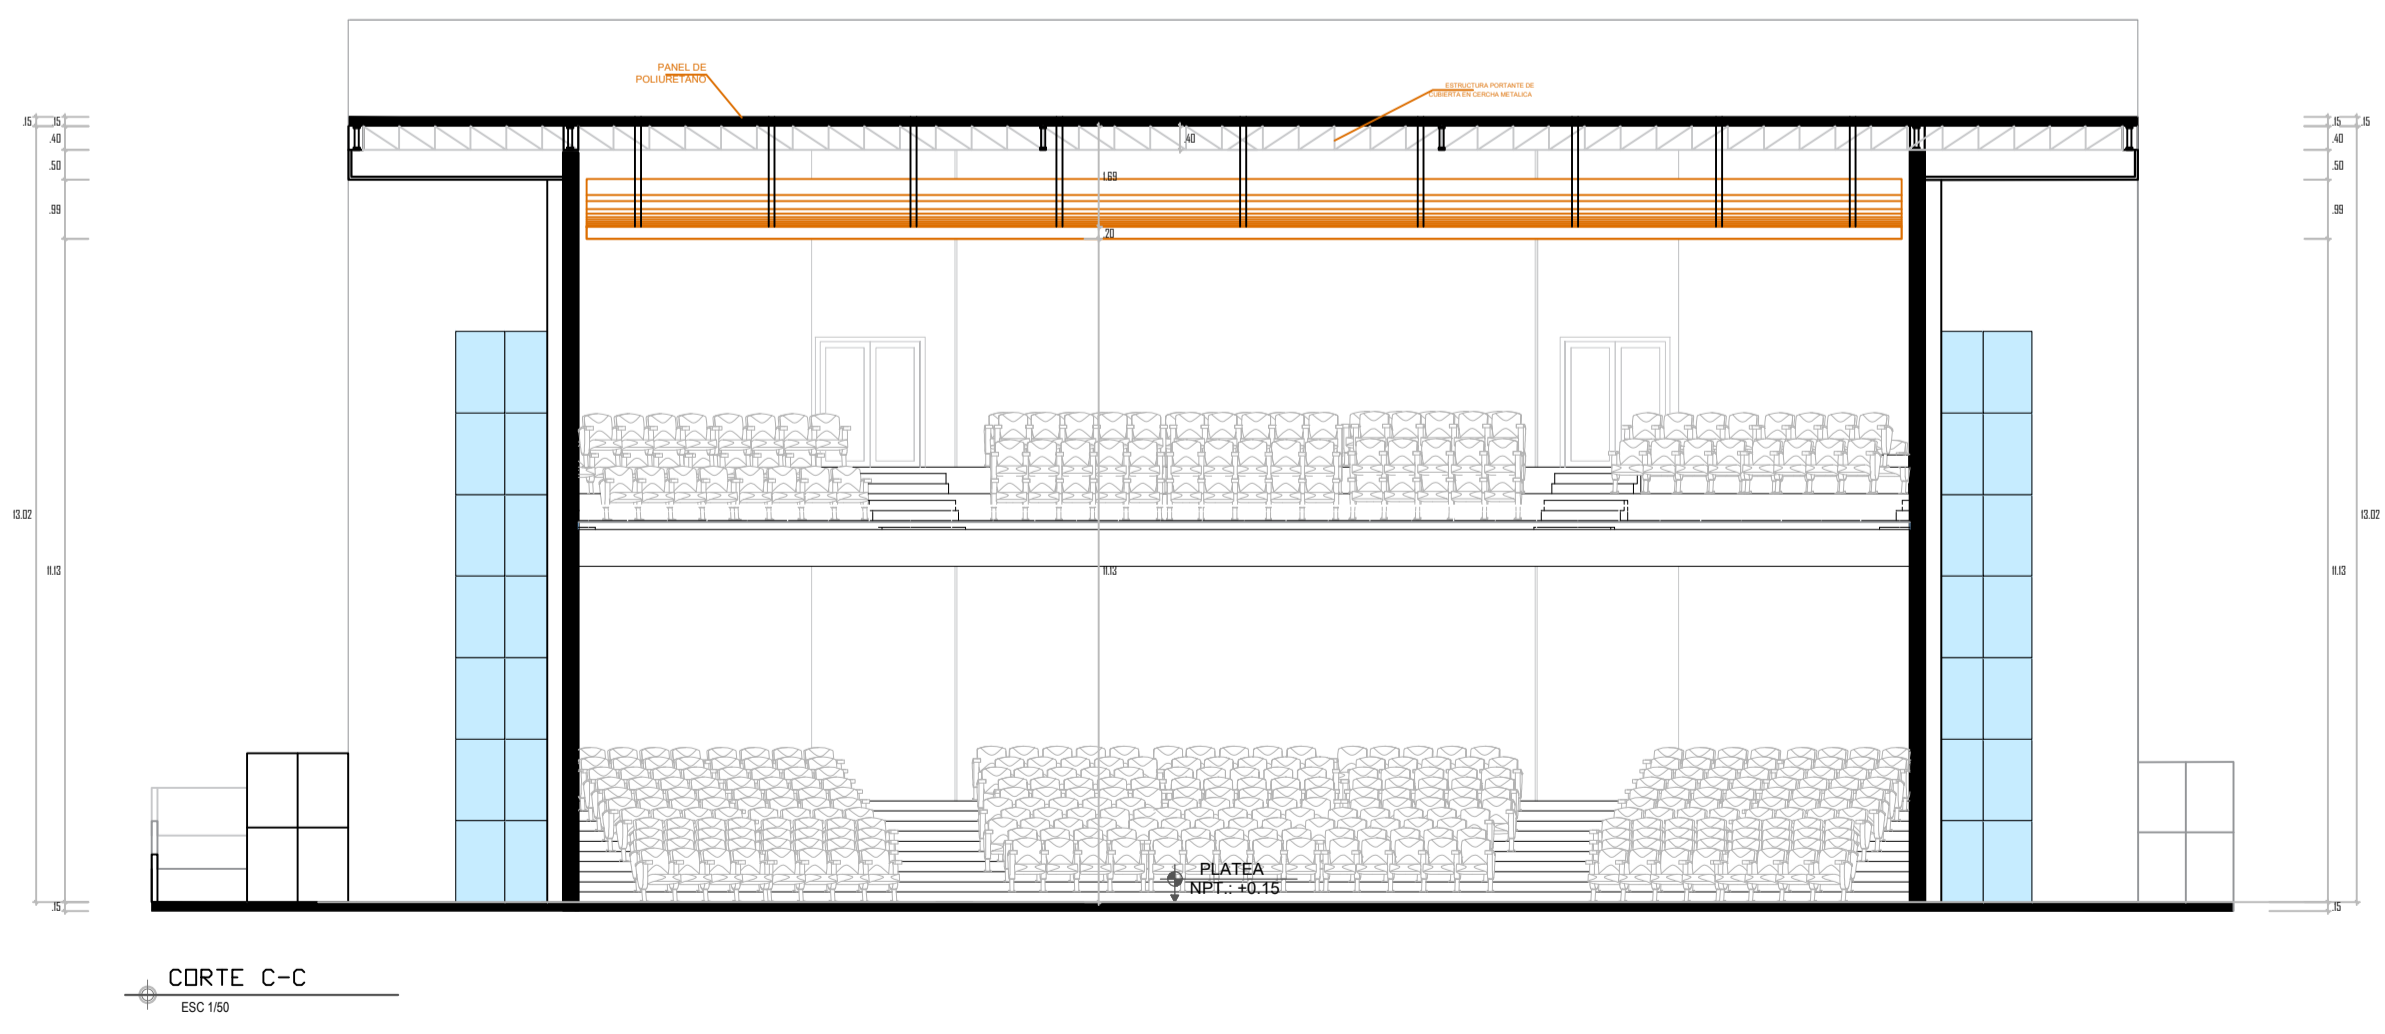 PANEL DE
POLIURETANO
ESTRUCTURA PORTANTE DE
CUBIERTA EN CERCHA METALICA
.15 .15
.15 .15
.40
.40
.40
.50
.50
1.69
.99
.99
.20
13.02
13.02
11.13
11.13
11.13
PLATEA
NPT.: +0.15
.15
.15
CORTE C-C
ESC 1/50